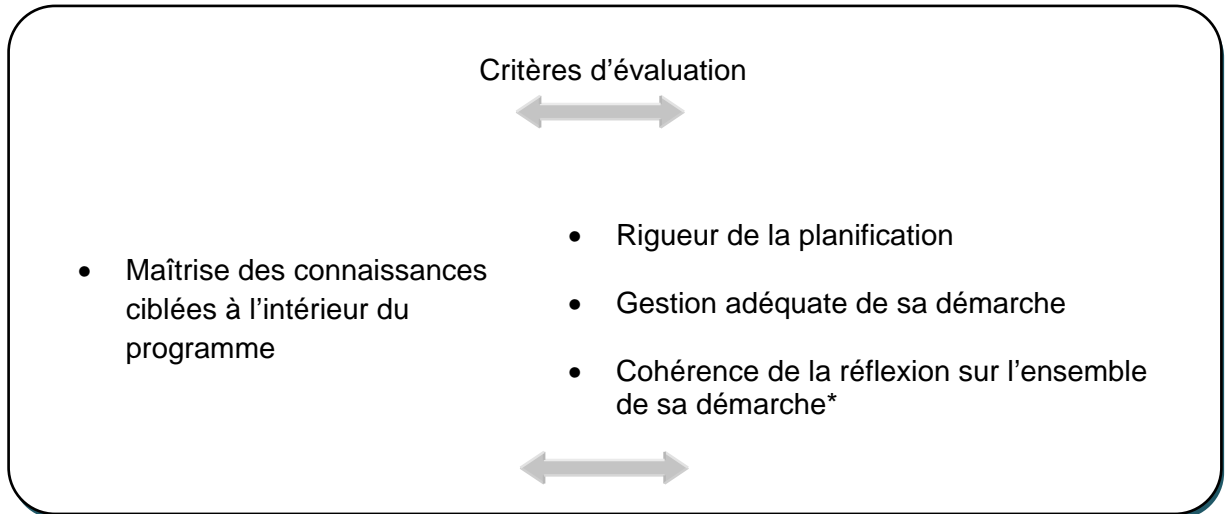 Critères d’évaluation
• Maîtrise des connaissances
ciblées à l’intérieur du
programme
• Rigueur de la planification
• Gestion adéquate de sa démarche
• Cohérence de la réflexion sur l’ensemble
de sa démarche*